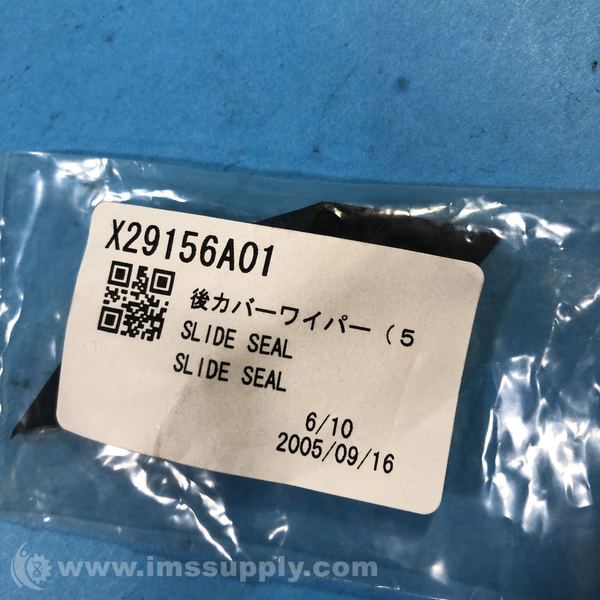 X29156A01
後カバーワイパー（5
SLIDE SEAL
SLIDE SEAL
6/10
2005/09/16
www.imssupply.com